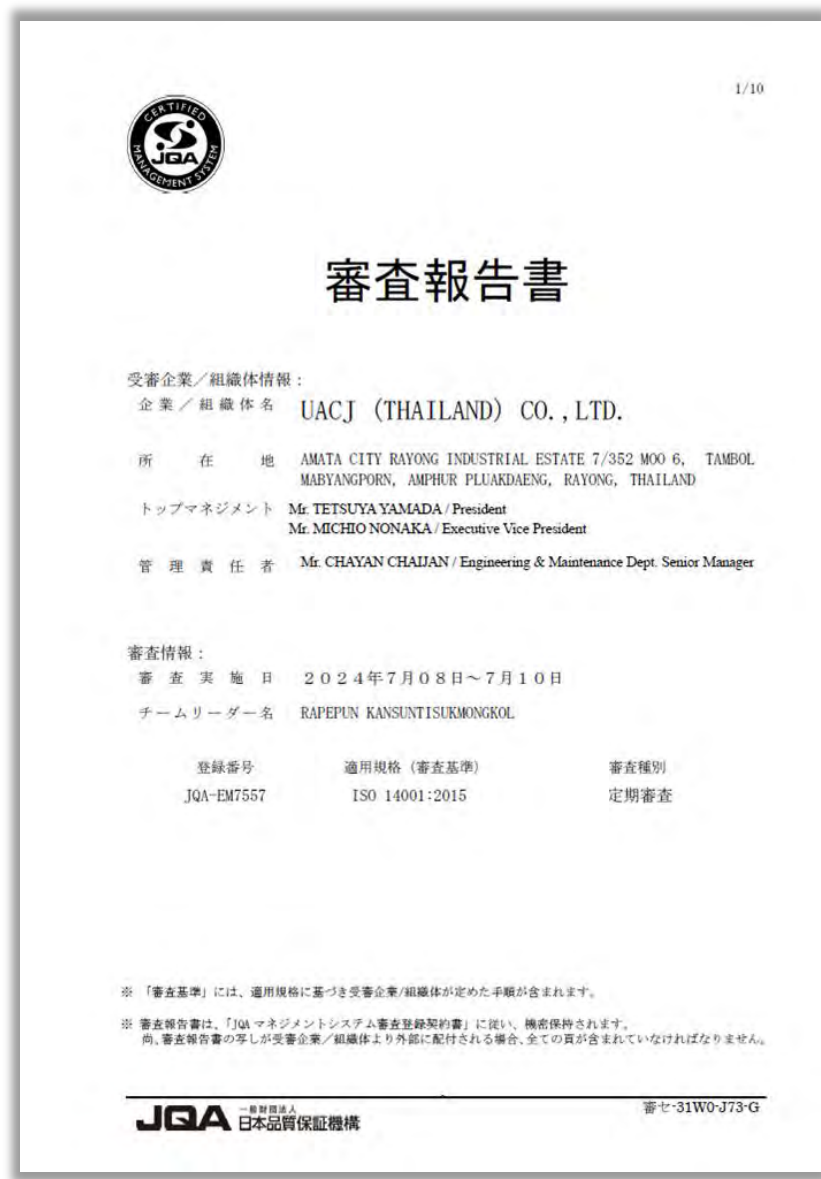 1/10
CERTIFIED
JQA
MANAGEMENT SYSTEM
審査報告書
受審企業／組織体情報：
企業／組織体名 UACJ (THAILAND) CO.,LTD.
所在地 AMATA CITY RAYONG INDUSTRIAL ESTATE 7/352 MOO 6, TAMBOL
MABYANGPORN, AMPHUR PLUAKDAENG, RAYONG, THAILAND
トップマネジメント Mr. TETSUYA YAMADA / President
Mr. MICHIO NONAKA / Executive Vice President
管理責任者 Mr. CHAYAN CHAIJAN / Engineering & Maintenance Dept. Senior Manager
審査情報：
審査実施日 ２０２４年７月０８日～７月１０日
チームリーダー名 RAPEPUN KANSUNTISUKMONGKOL
登録番号 適用規格（審査基準） 審査種別
JQA-EM7557 ISO 14001:2015 定期審査
※ 「審査基準」には、適用規格に基づき受審企業/組織体が定めた手順が含まれます。
※ 審査報告書は、「JQA マネジメントシステム審査登録契約書」に従い、機密保持されます。
尚、審査報告書の写しが受審企業／組織体より外部に配付される場合、全ての頁が含まれていなければなりません。
JQA 一般財団法人 日本品質保証機構
審セ-31W0-J73-G